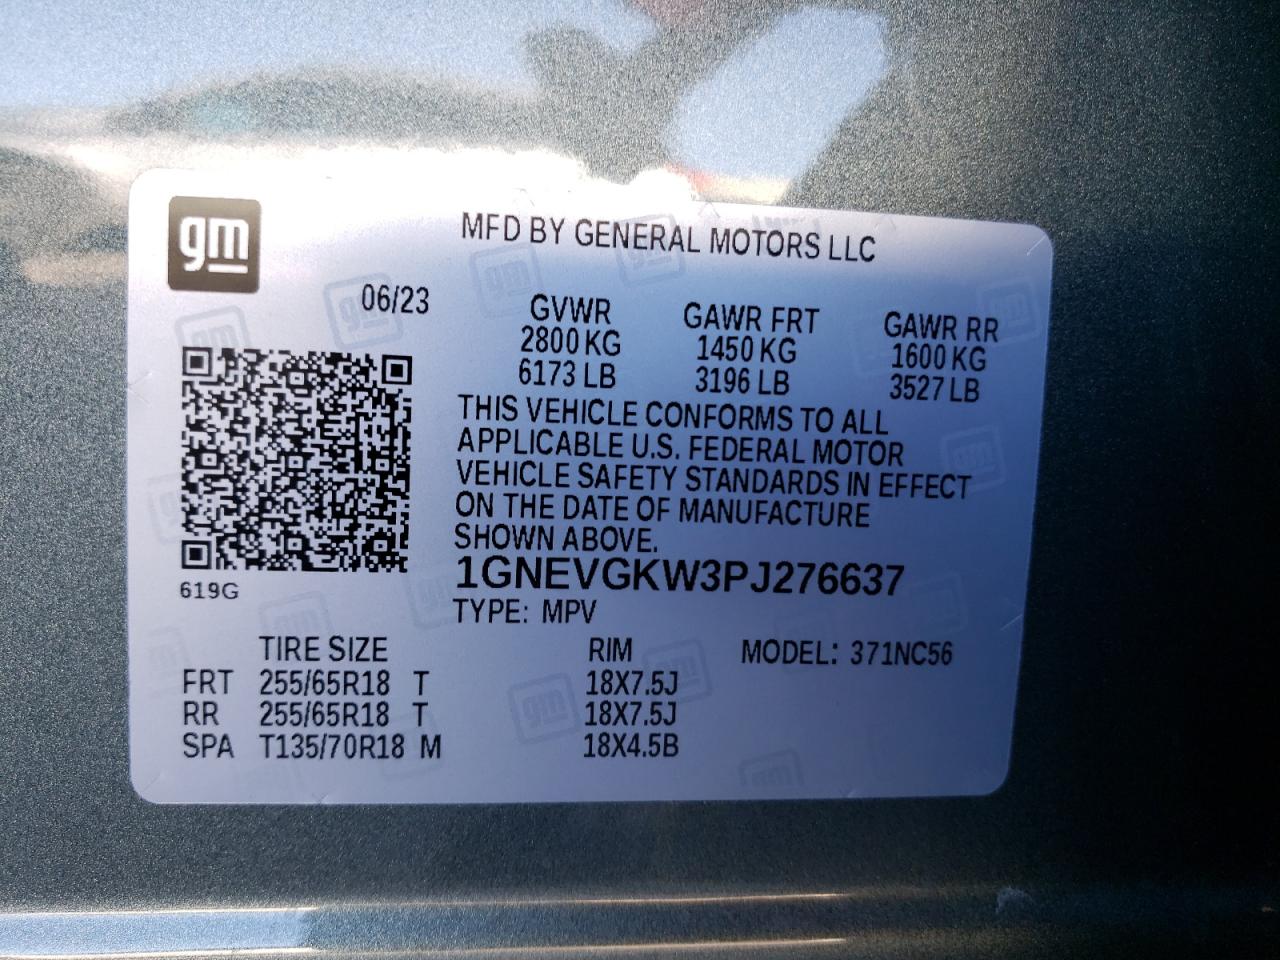 gm
MFD BY GENERAL MOTORS LLC
06/23
GVWR GAWR FRT GAWR RR
2800 KG 1450 KG 1600 KG
6173 LB 3196 LB 3527 LB
THIS VEHICLE CONFORMS TO ALL
APPLICABLE U.S. FEDERAL MOTOR
VEHICLE SAFETY STANDARDS IN EFFECT
ON THE DATE OF MANUFACTURE
SHOWN ABOVE.
1GNEVGKW3PJ276637
619G
TYPE: MPV
TIRE SIZE RIM MODEL: 371NC56
FRT 255/65R18 T 18X7.5J
RR 255/65R18 T 18X7.5J
SPA T135/70R18 M 18X4.5B